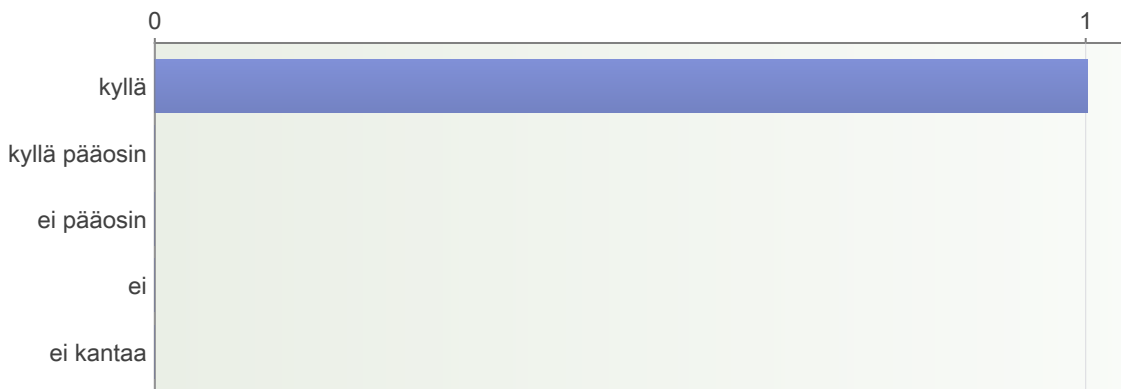 0 1
kyllä
kyllä pääosin
ei pääosin
ei
ei kantaa